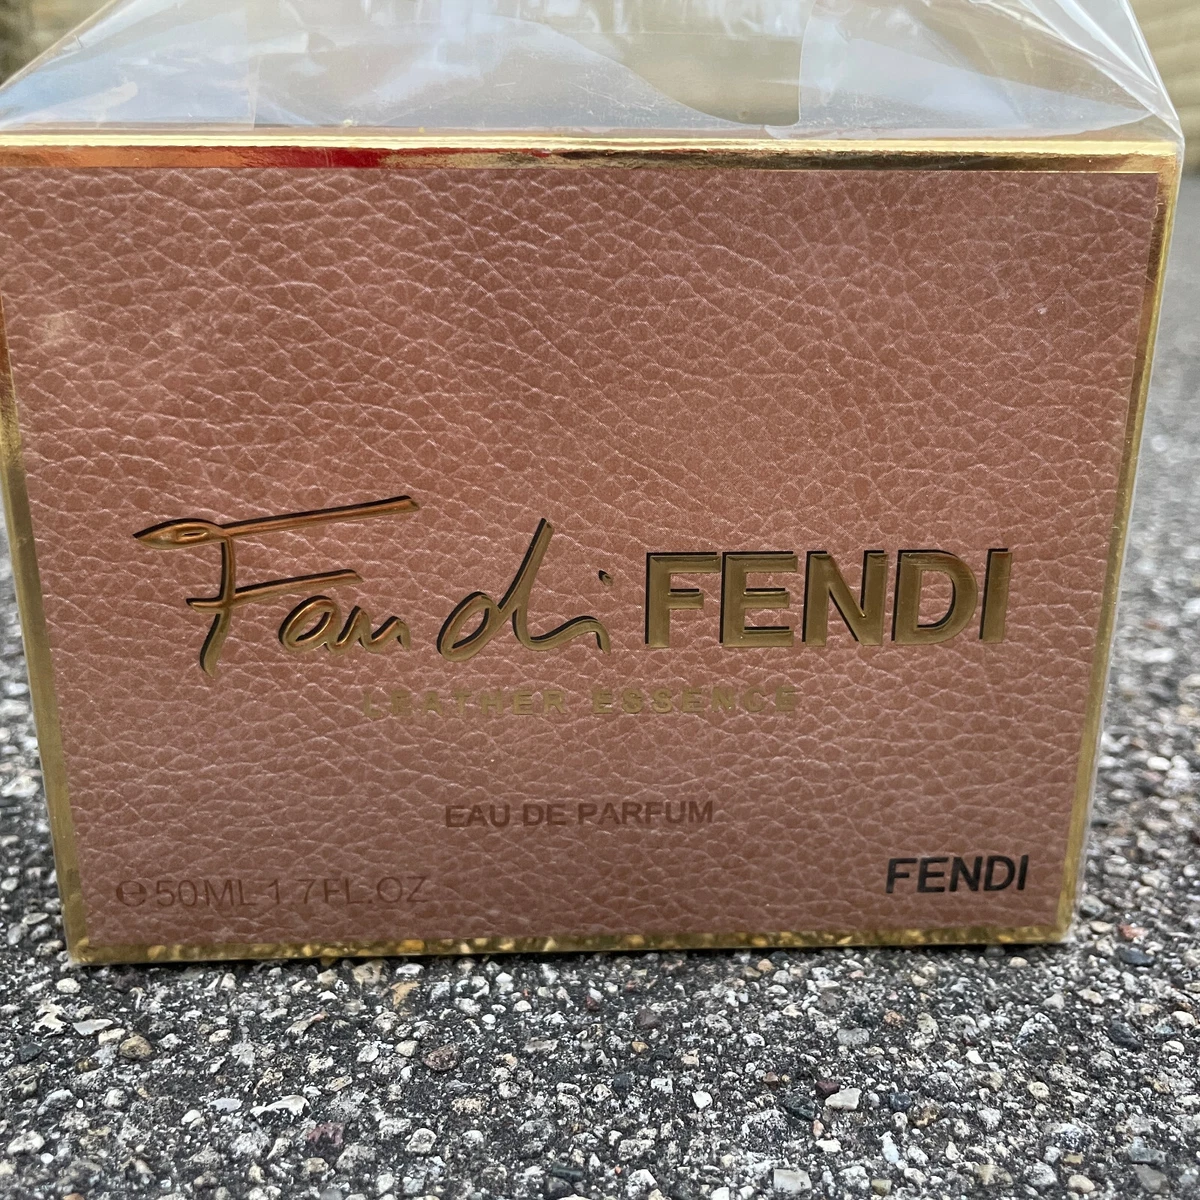 Fan di FENDI
LEATHER ESSENCE
EAU DE PARFUM
℮ 50ML 1 7FL.OZ
FENDI